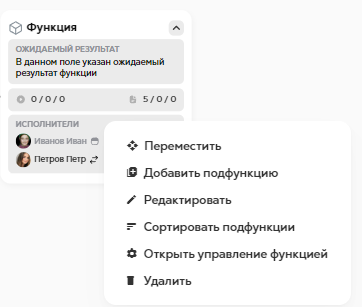 Функция
ОЖИДАЕМЫЙ РЕЗУЛЬТАТ
В данном поле указан ожидаемый
результат функции
0 / 0 / 0 5 / 0 / 0
ИСПОЛНИТЕЛИ
Иванов Иван
Петров Петр
Переместить
Добавить подфункцию
Редактировать
Сортировать подфункции
Открыть управление функцией
Удалить